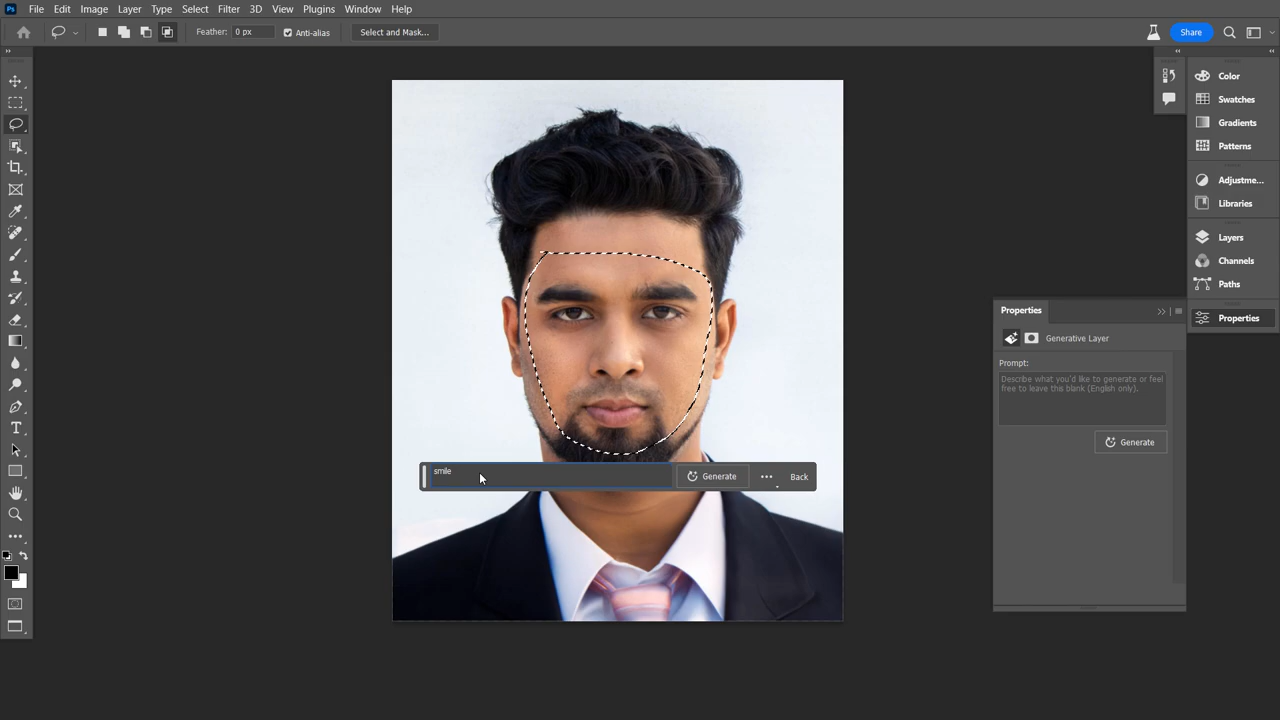 Ps File Edit Image Layer Type Select Filter 3D View Plugins Window Help
Feather: 0 px Anti-alias Select and Mask... Share
Color
Swatches
Gradients
Patterns
Adjustme...
Libraries
Layers
Channels
Paths
Properties
Properties
Generative Layer
Prompt:
Describe what you'd like to generate or feel
free to leave this blank (English only).
Generate
smile
Generate ••• Back